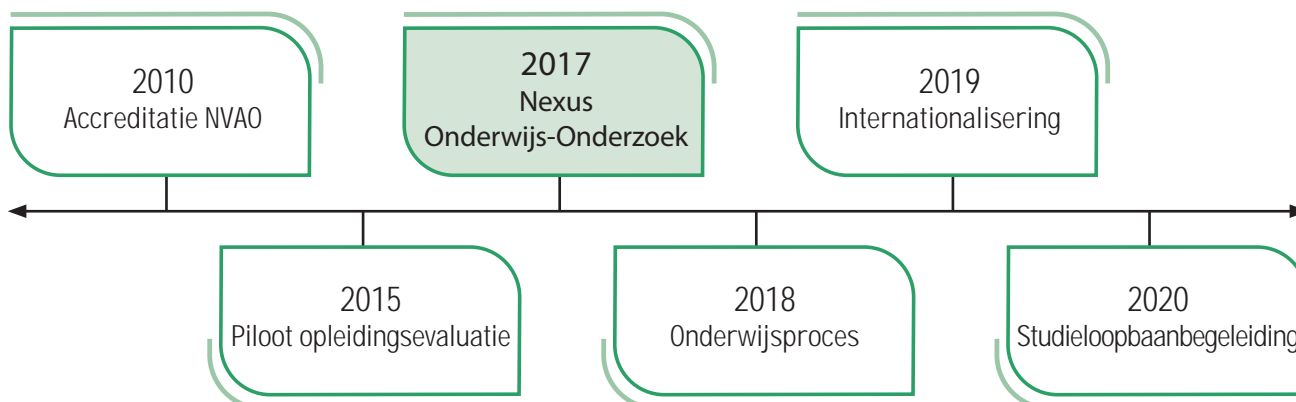 2010
Accreditatie NVAO
2017
Nexus
Onderwijs-Onderzoek
2019
Internationalisering
2015
Piloot opleidingsevaluatie
2018
Onderwijsproces
2020
Studieloopbaanbegeleiding